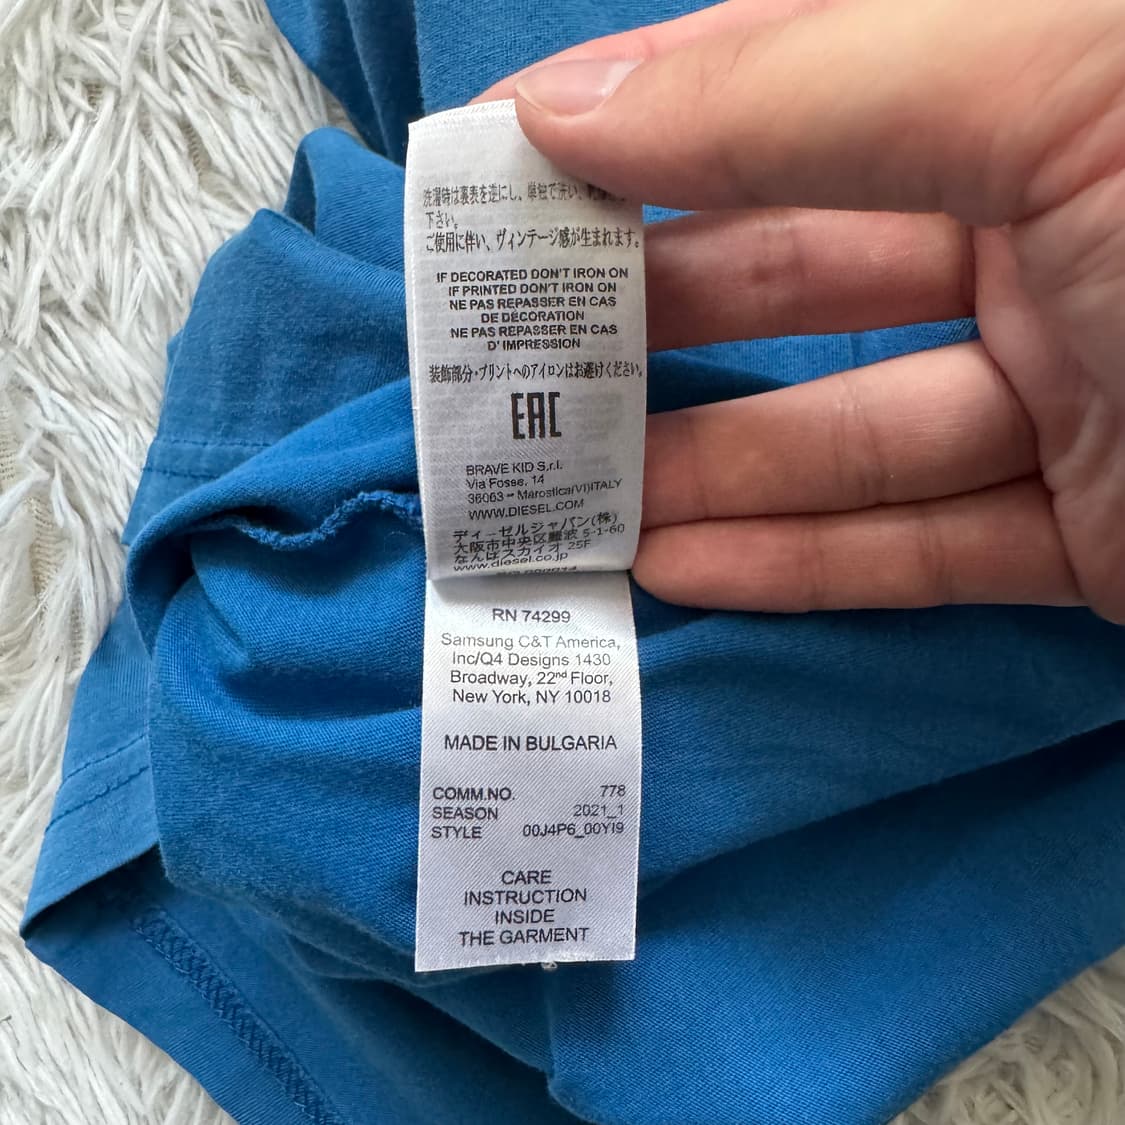 洗濯時は裏表を逆にし、単独で洗い、
下さい。
ご使用に伴い、ヴィンテージ感が生まれます。
IF DECORATED DON'T IRON ON
IF PRINTED DON'T IRON ON
NE PAS REPASSER EN CAS
DE DÉCORATION
NE PAS REPASSER EN CAS
D'IMPRESSION
装飾部分・プリントへのアイロンはお避けください。
EAC
BRAVE KID S.r.l.
Via Fosse, 14
36063 - Marostica(VI)ITALY
WWW.DIESEL.COM
ディーゼルジャパン(株)
大阪市中央区難波 5-1-60
なんばスカイオ 25F
www.diesel.co.jp
RN 74299
Samsung C&T America,
Inc/Q4 Designs 1430
Broadway, 22nd Floor,
New York, NY 10018
MADE IN BULGARIA
COMM.NO. 778
SEASON 2021_1
STYLE 00J4P6_00YI9
CARE
INSTRUCTION
INSIDE
THE GARMENT